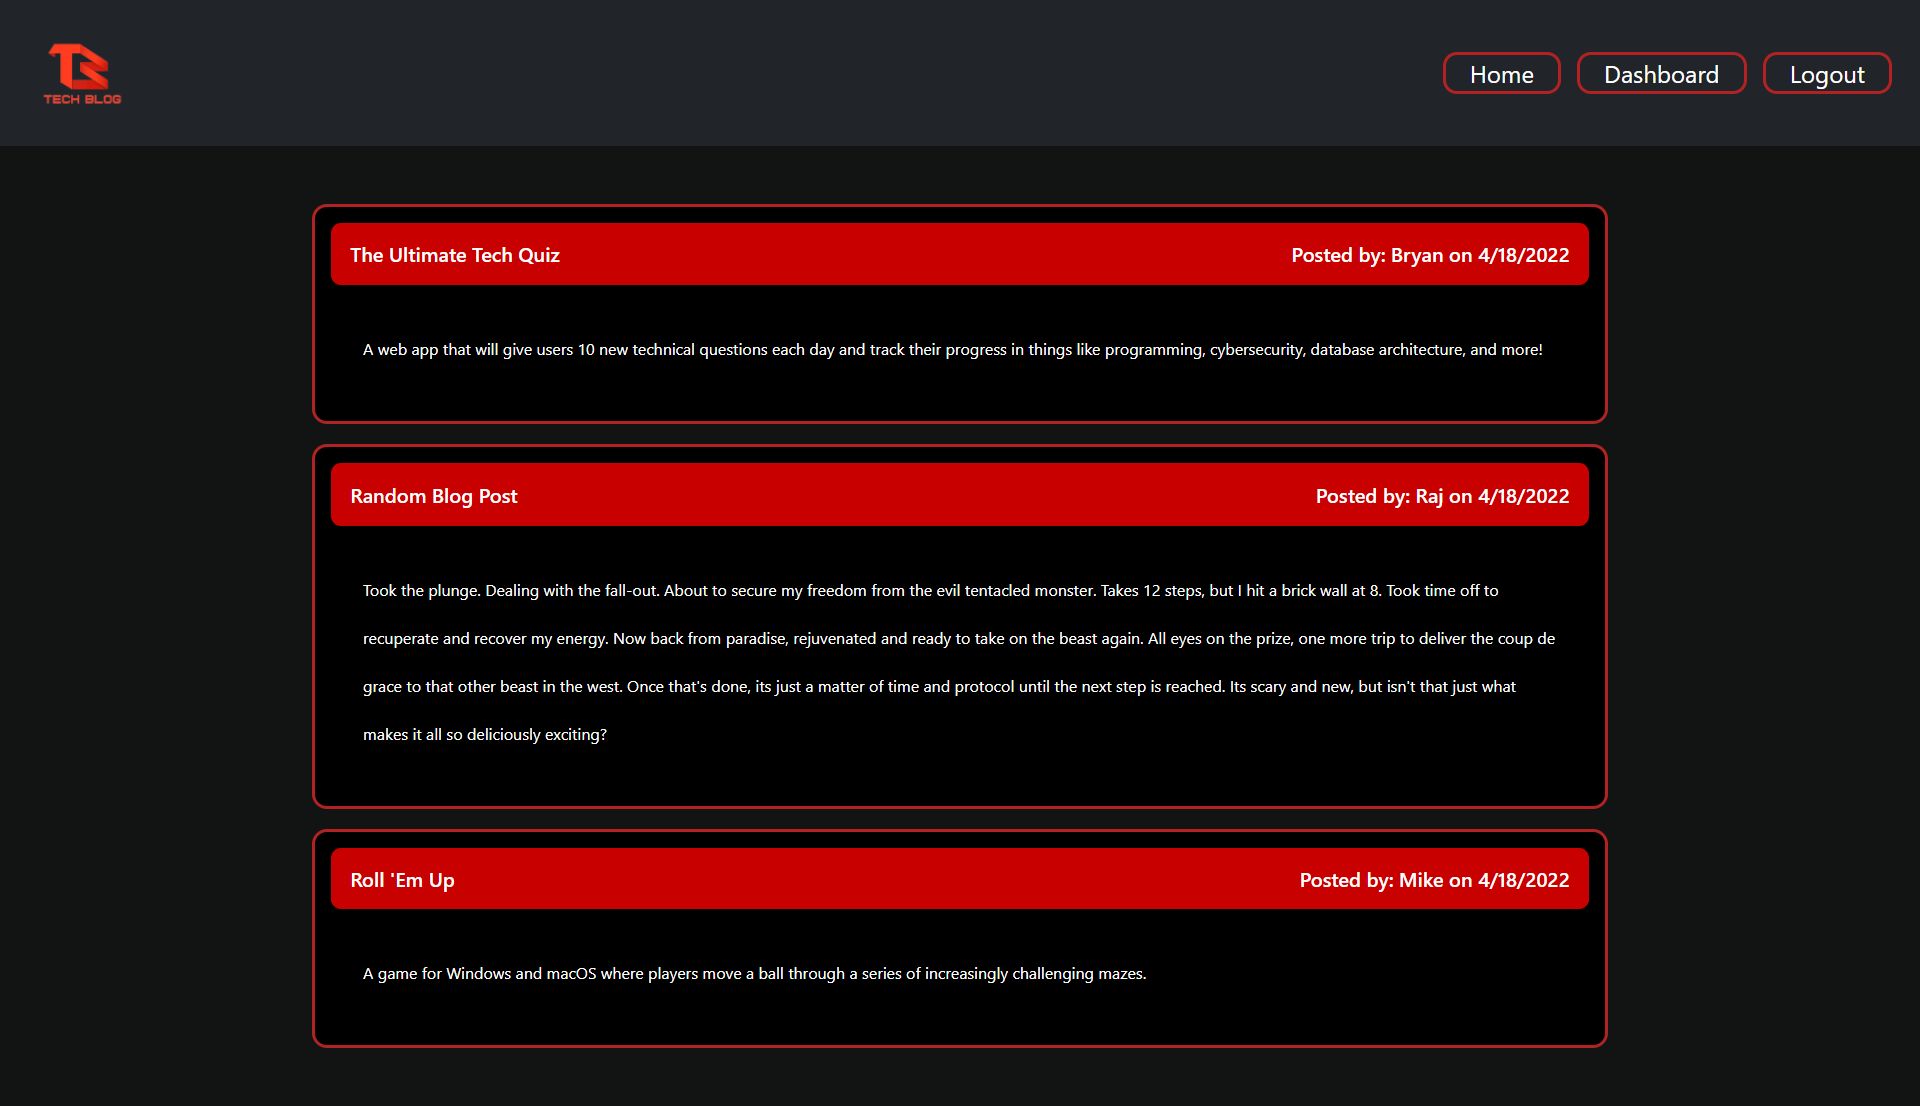 TECH BLOG
Home
Dashboard
Logout
The Ultimate Tech Quiz
Posted by: Bryan on 4/18/2022
A web app that will give users 10 new technical questions each day and track their progress in things like programming, cybersecurity, database architecture, and more!
Random Blog Post
Posted by: Raj on 4/18/2022
Took the plunge. Dealing with the fall-out. About to secure my freedom from the evil tentacled monster. Takes 12 steps, but I hit a brick wall at 8. Took time off to
recuperate and recover my energy. Now back from paradise, rejuvenated and ready to take on the beast again. All eyes on the prize, one more trip to deliver the coup de
grace to that other beast in the west. Once that's done, its just a matter of time and protocol until the next step is reached. Its scary and new, but isn't that just what
makes it all so deliciously exciting?
Roll 'Em Up
Posted by: Mike on 4/18/2022
A game for Windows and macOS where players move a ball through a series of increasingly challenging mazes.